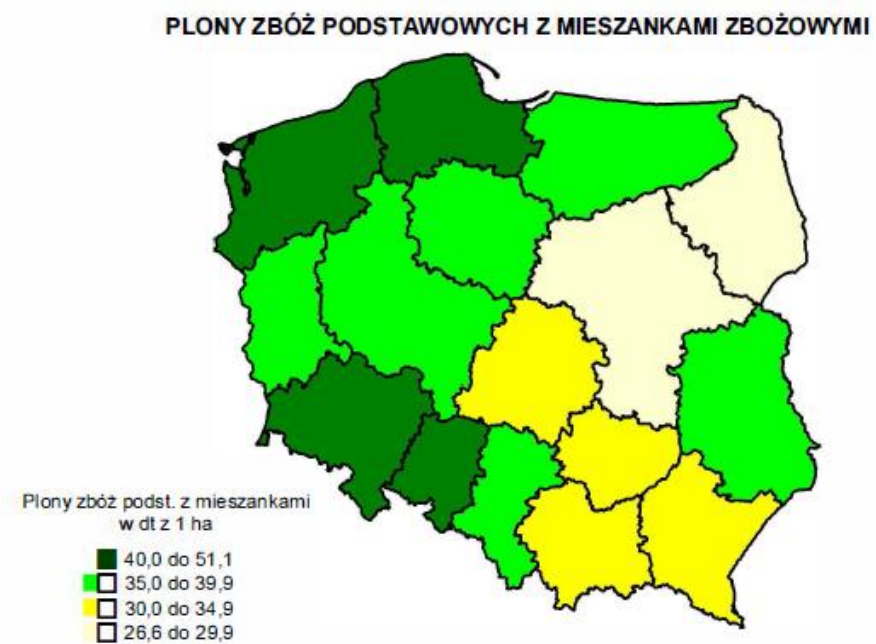 PLONY ZBÓŻ PODSTAWOWYCH Z MIESZANKAMI ZBOŻOWYMI
Plony zbóż podst. z mieszankami
w dt z 1 ha
40,0 do 51,1
35,0 do 39,9
30,0 do 34,9
26,6 do 29,9